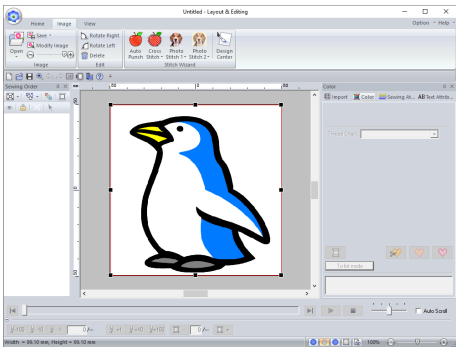 Untitled - Layout & Editing
Home Image View Option Help
Open
Save
Modify Image
Image
Rotate Right
Rotate Left
Delete
Edit
Auto Punch
Cross Stitch
Photo Stitch 1
Photo Stitch 2
Stitch Wizard
Design Center
Sewing Order
Color
Import Color Sewing At... AB Text Attrib...
Thread Chart
To list mode
Auto Scroll
Width = 99.10 mm, Height = 99.10 mm
100%